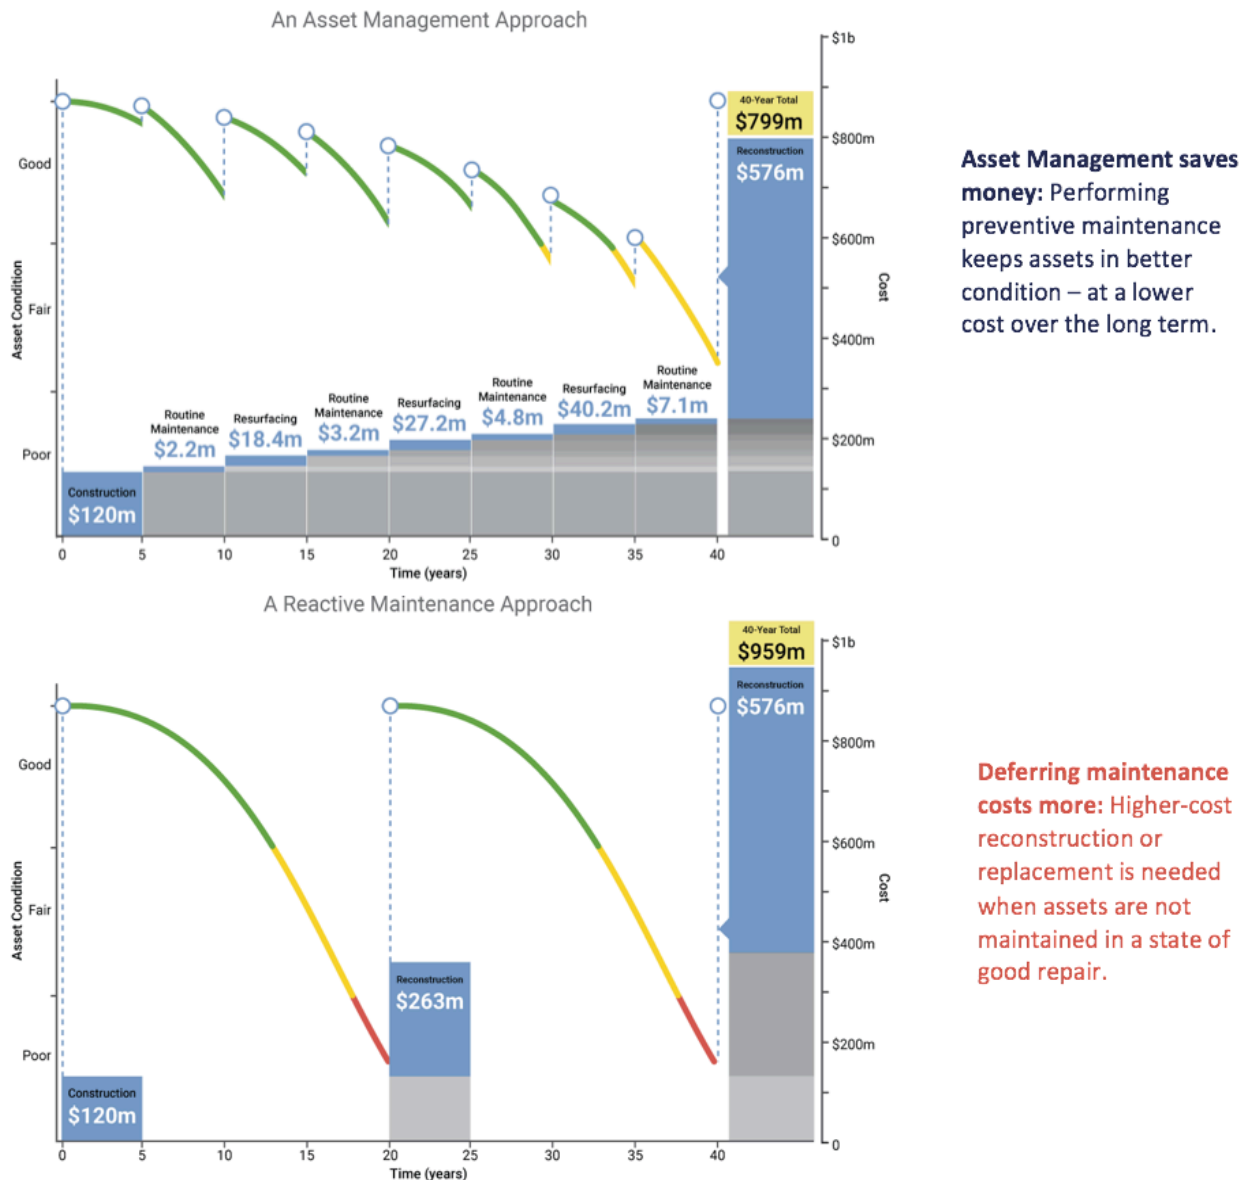 An Asset Management Approach
$1b
40-Year Total
$799m
$800m
Reconstruction
$576m
Good
$600m
Asset Condition
Fair
Cost
$400m
Routine
Maintenance
$2.2m
Resurfacing
$18.4m
Routine
Maintenance
$3.2m
Resurfacing
$27.2m
Routine
Maintenance
$4.8m
Resurfacing
$40.2m
Routine
Maintenance
$7.1m
$200m
Poor
Construction
$120m
0
0 5 10 15 20 25 30 35 40
Time (years)
Asset Management saves
money: Performing
preventive maintenance
keeps assets in better
condition – at a lower
cost over the long term.
A Reactive Maintenance Approach
40-Year Total
$959m
$1b
Reconstruction
$576m
$800m
Good
$600m
Asset Condition
Fair
Cost
$400m
Reconstruction
$263m
$200m
Poor
Construction
$120m
0
0 5 10 15 20 25 30 35 40
Time (years)
Deferring maintenance
costs more: Higher-cost
reconstruction or
replacement is needed
when assets are not
maintained in a state of
good repair.